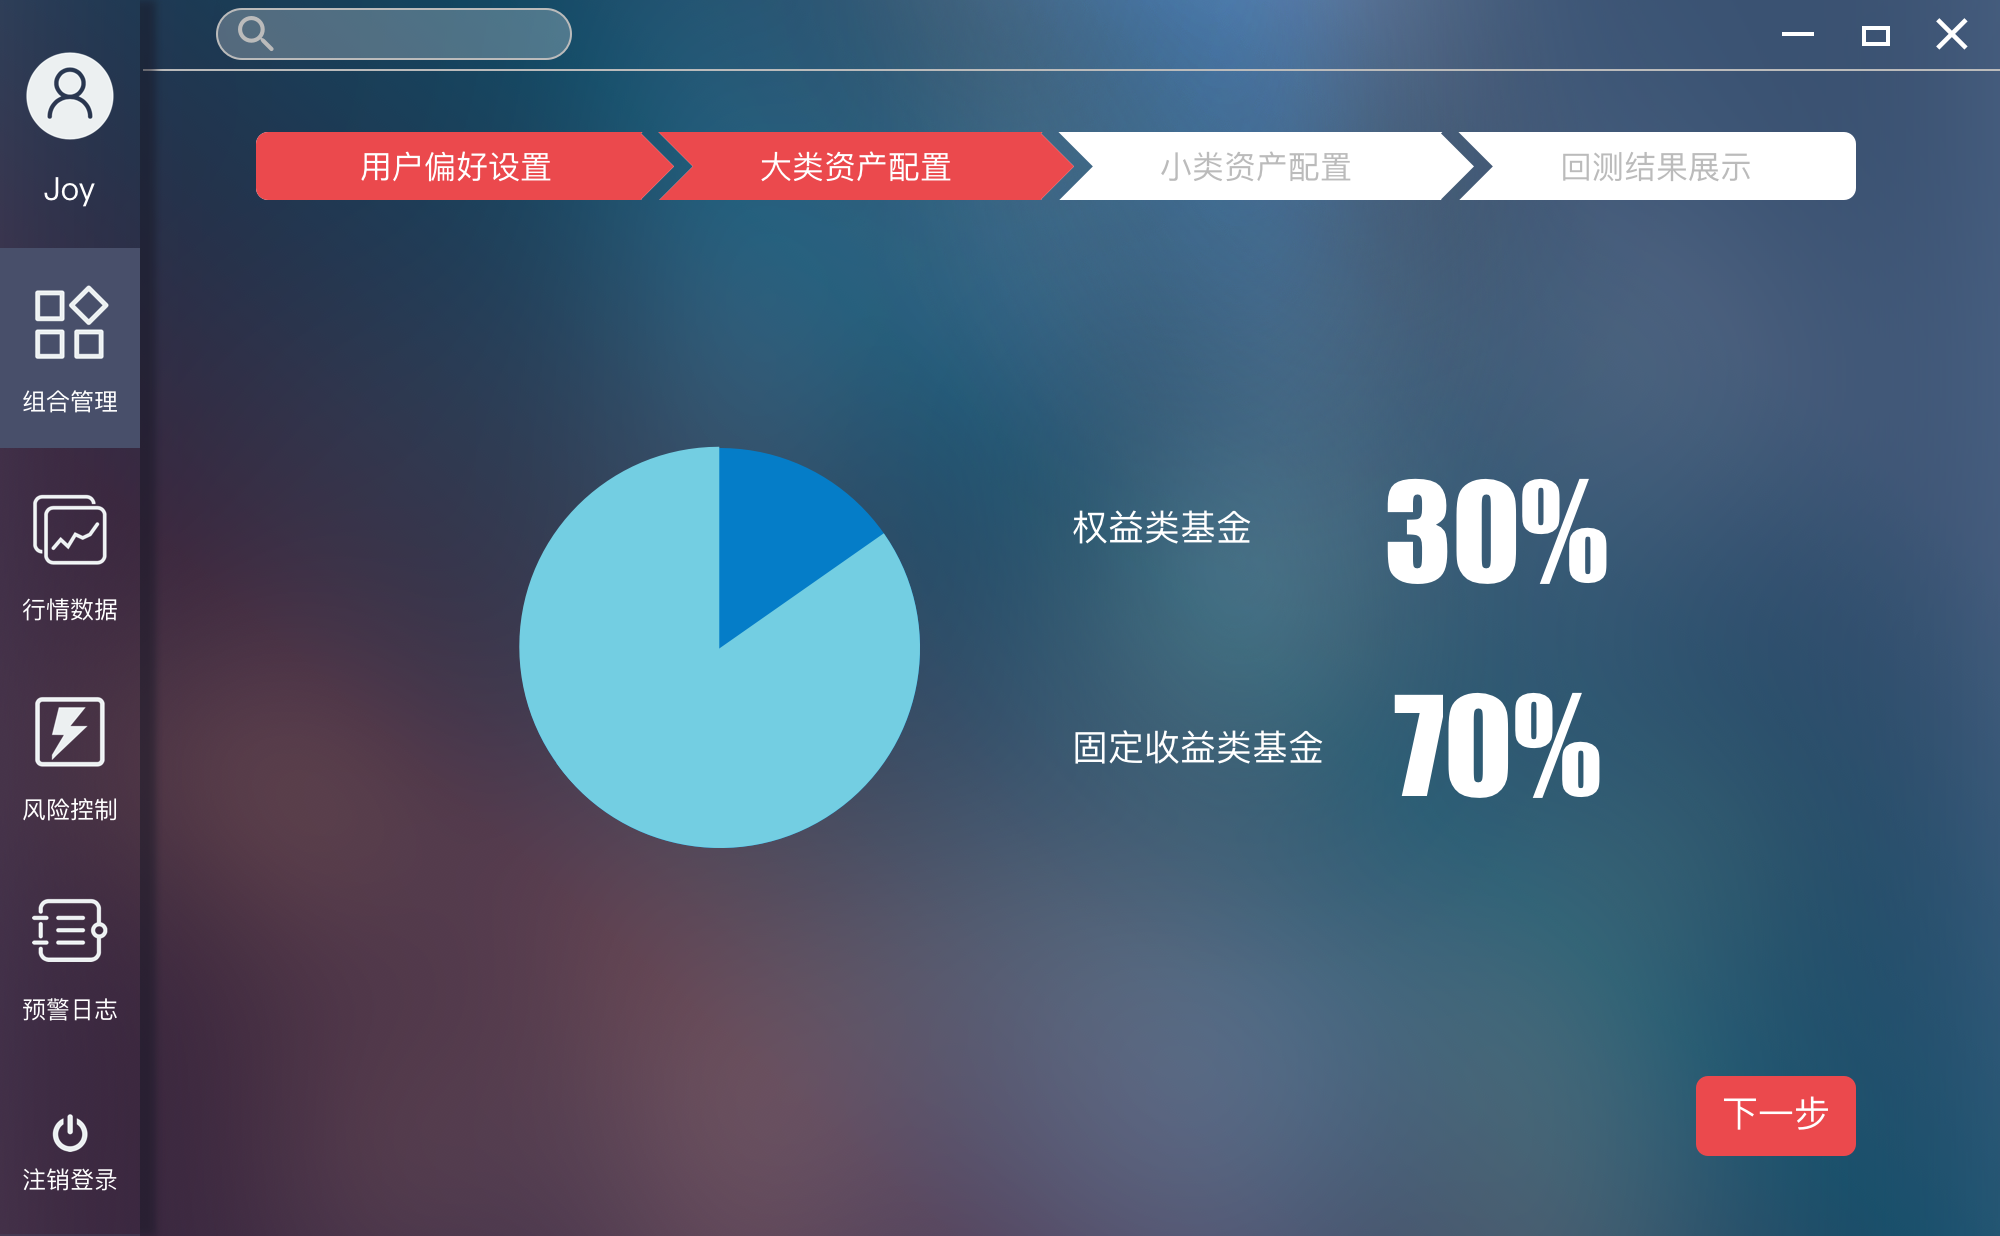 Joy
组合管理
行情数据
风险控制
预警日志
注销登录
用户偏好设置
大类资产配置
小类资产配置
回测结果展示
权益类基金
30%
固定收益类基金
70%
下一步